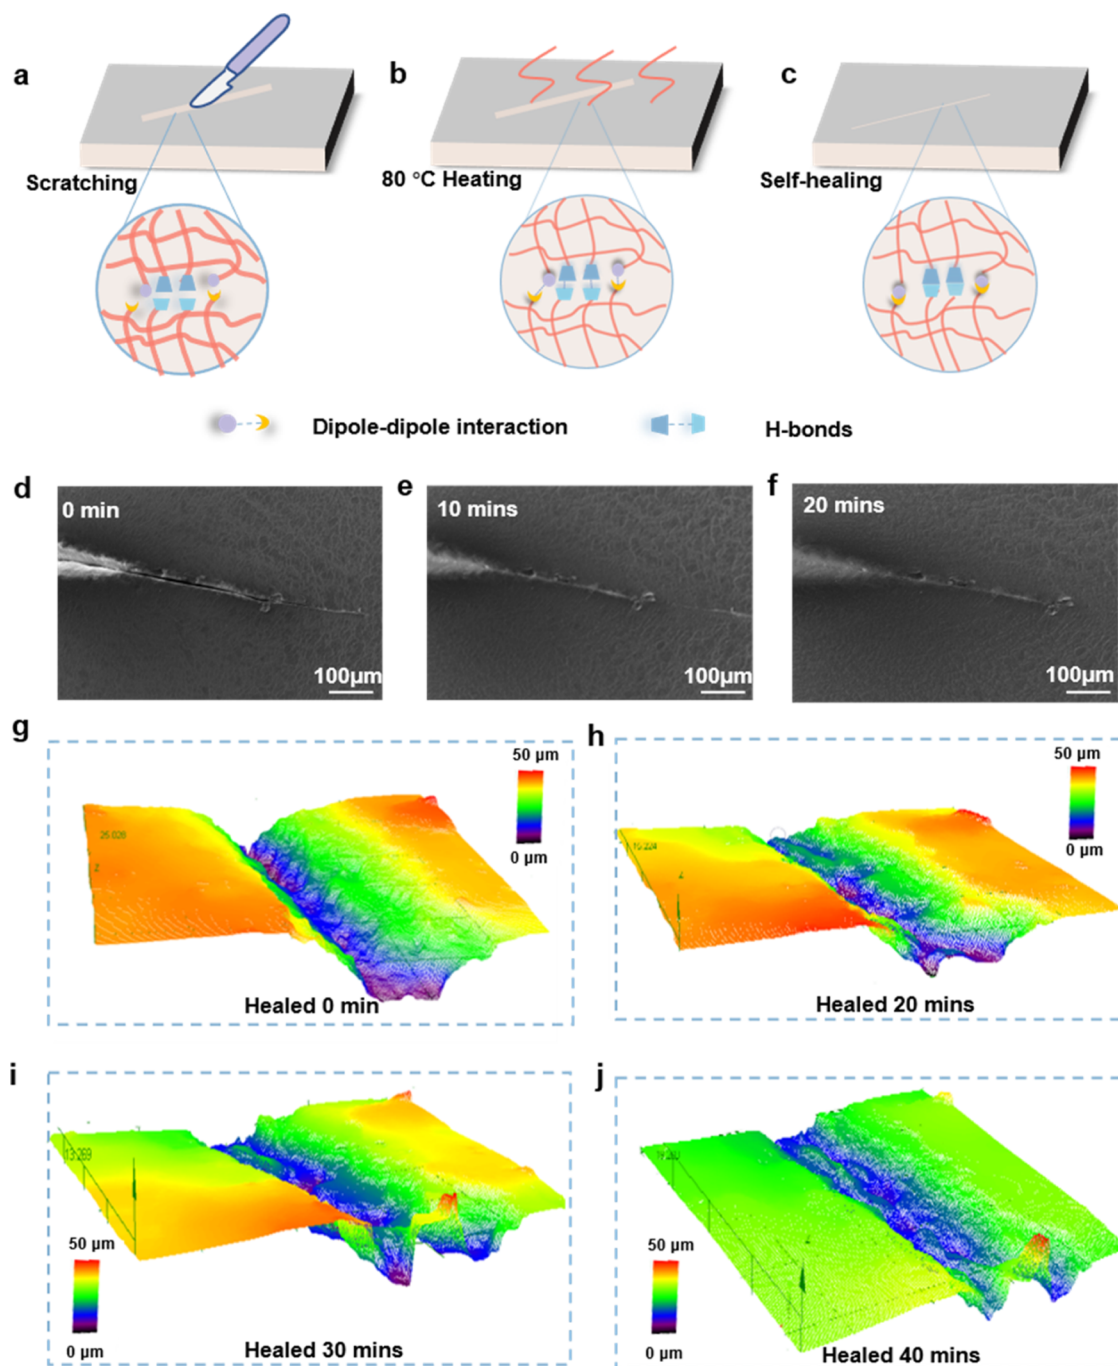 a
b
c
Scratching
80 °C Heating
Self-healing
Dipole-dipole interaction
H-bonds
d
0 min
100μm
e
10 mins
100μm
f
20 mins
100μm
g
50 μm
0 μm
Z
Healed 0 min
h
50 μm
0 μm
Healed 20 mins
i
13.269
50 μm
0 μm
Healed 30 mins
j
50 μm
0 μm
Healed 40 mins